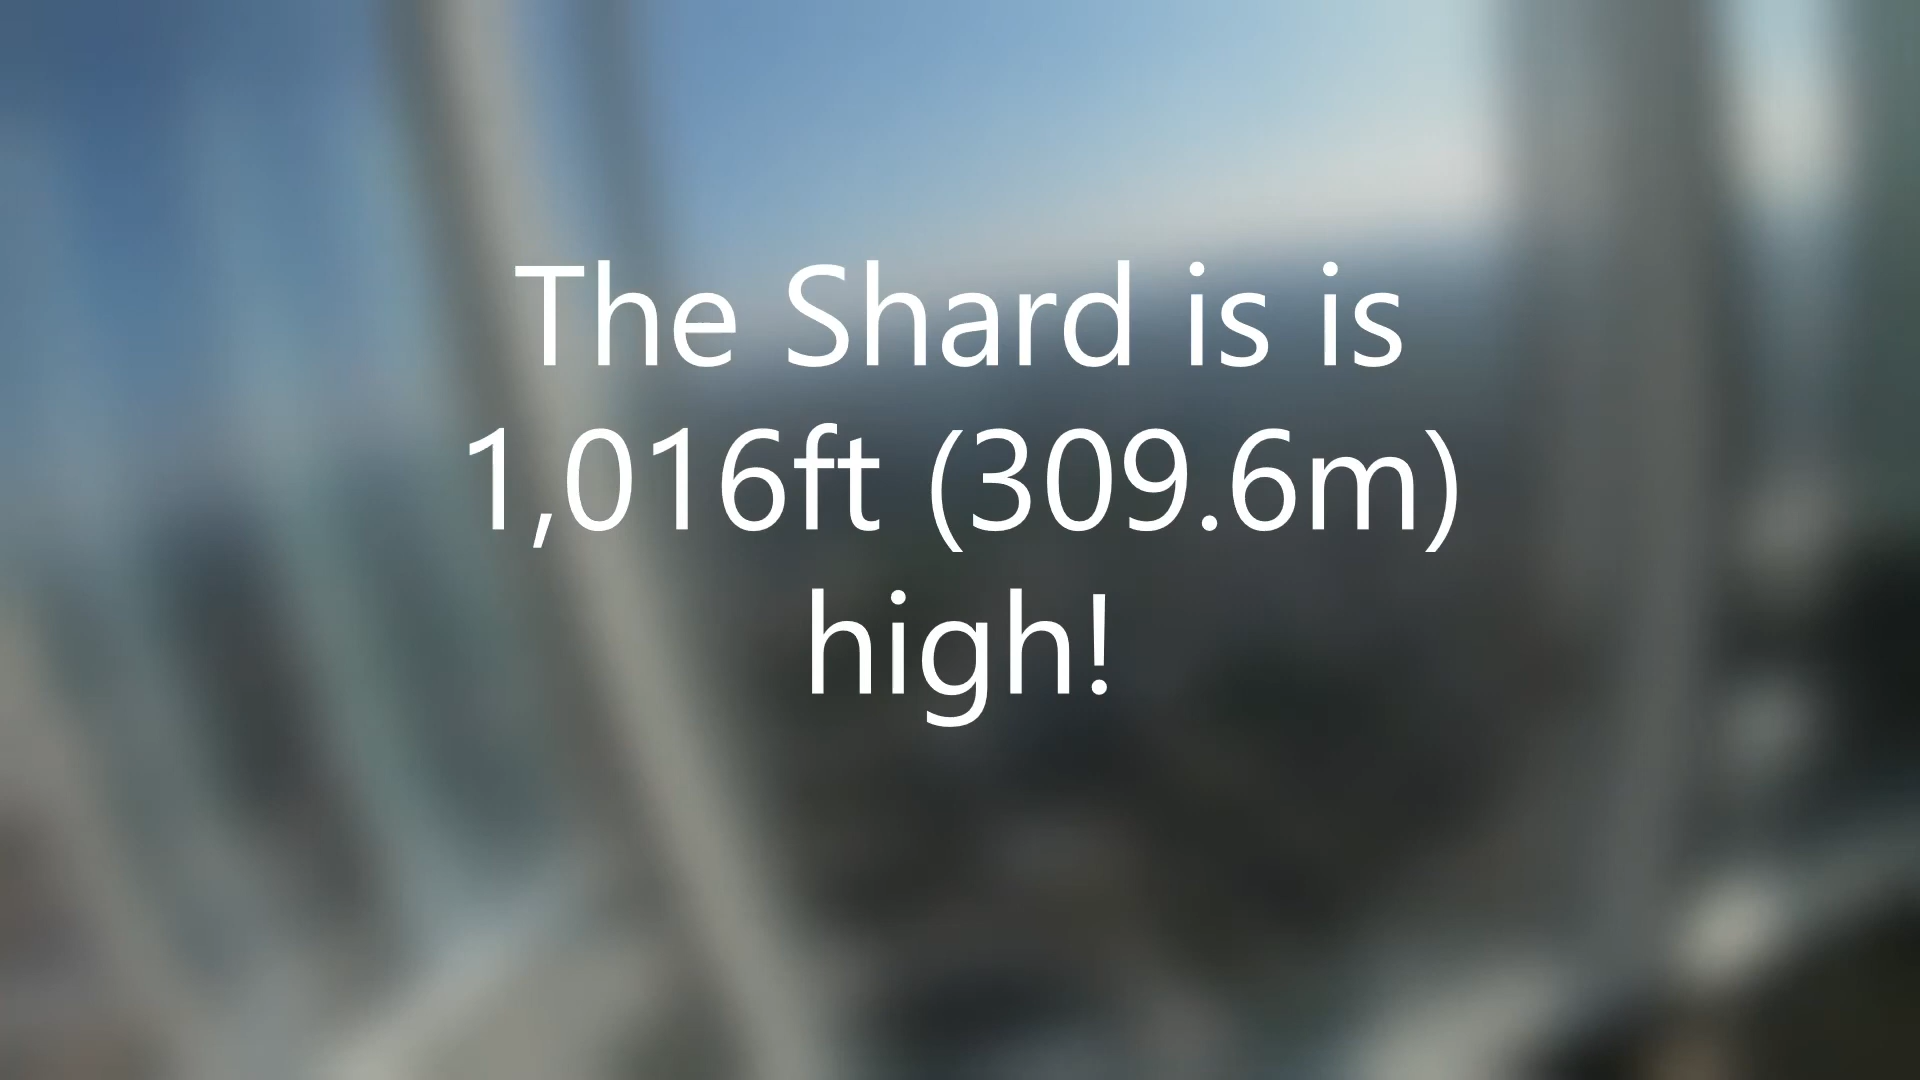 The Shard is is
1,016ft (309.6m)
high!